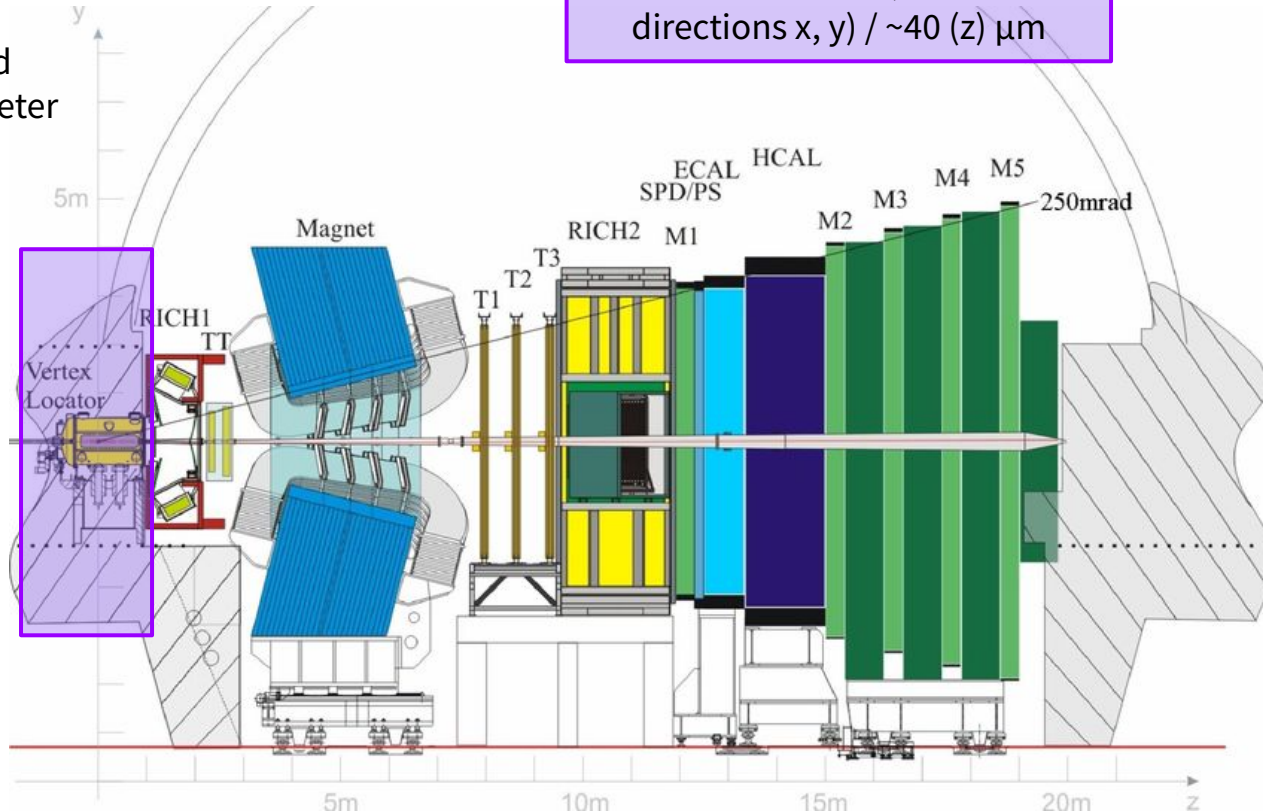 directions x, y) / ~40 (z) μm
d
eter
y
5m
HCAL
ECAL
SPD/PS
M5
M4
M3
M2
250mrad
Magnet
RICH2
M1
T3
T2
T1
RICH1
TT
Vertex
Locator
5m
10m
15m
20m
z